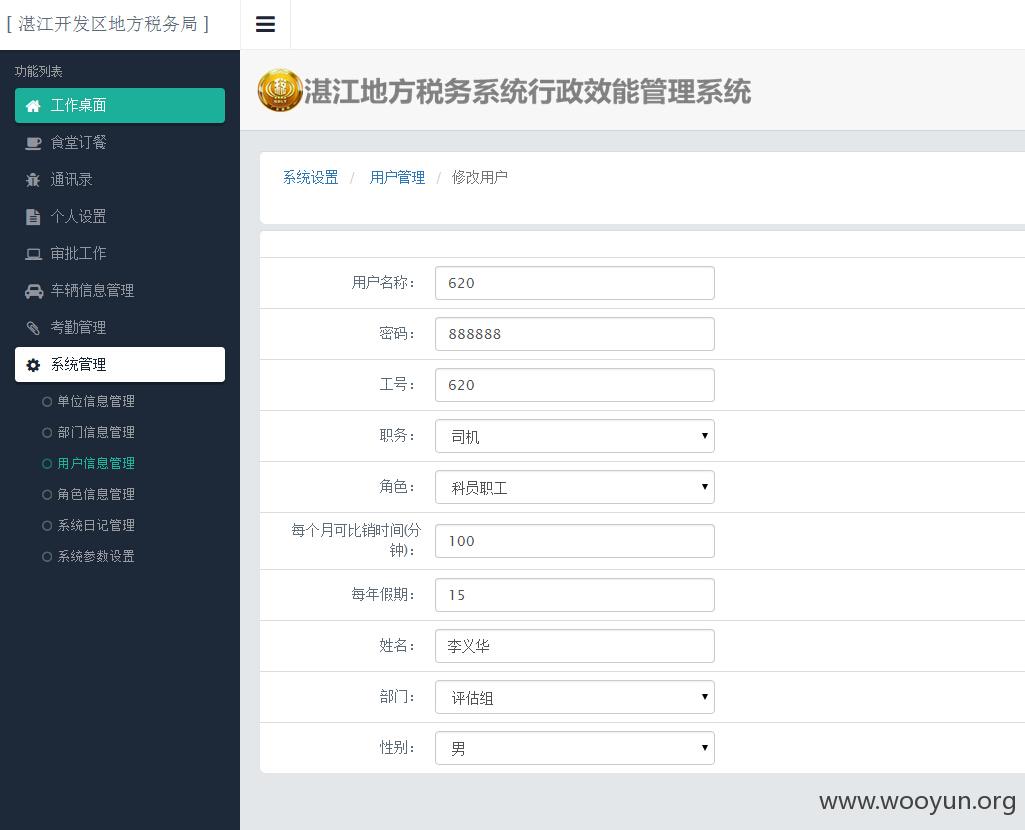 [ 湛江开发区地方税务局 ]
功能列表
工作桌面
食堂订餐
通讯录
个人设置
审批工作
车辆信息管理
考勤管理
系统管理
单位信息管理
部门信息管理
用户信息管理
角色信息管理
系统日记管理
系统参数设置
湛江地方税务系统行政效能管理系统
系统设置 / 用户管理 / 修改用户
用户名称： 620
密码： 888888
工号： 620
职务： 司机
角色： 科员职工
每个月可比销时间(分
钟)： 100
每年假期： 15
姓名： 李义华
部门： 评估组
性别： 男
www.wooyun.org